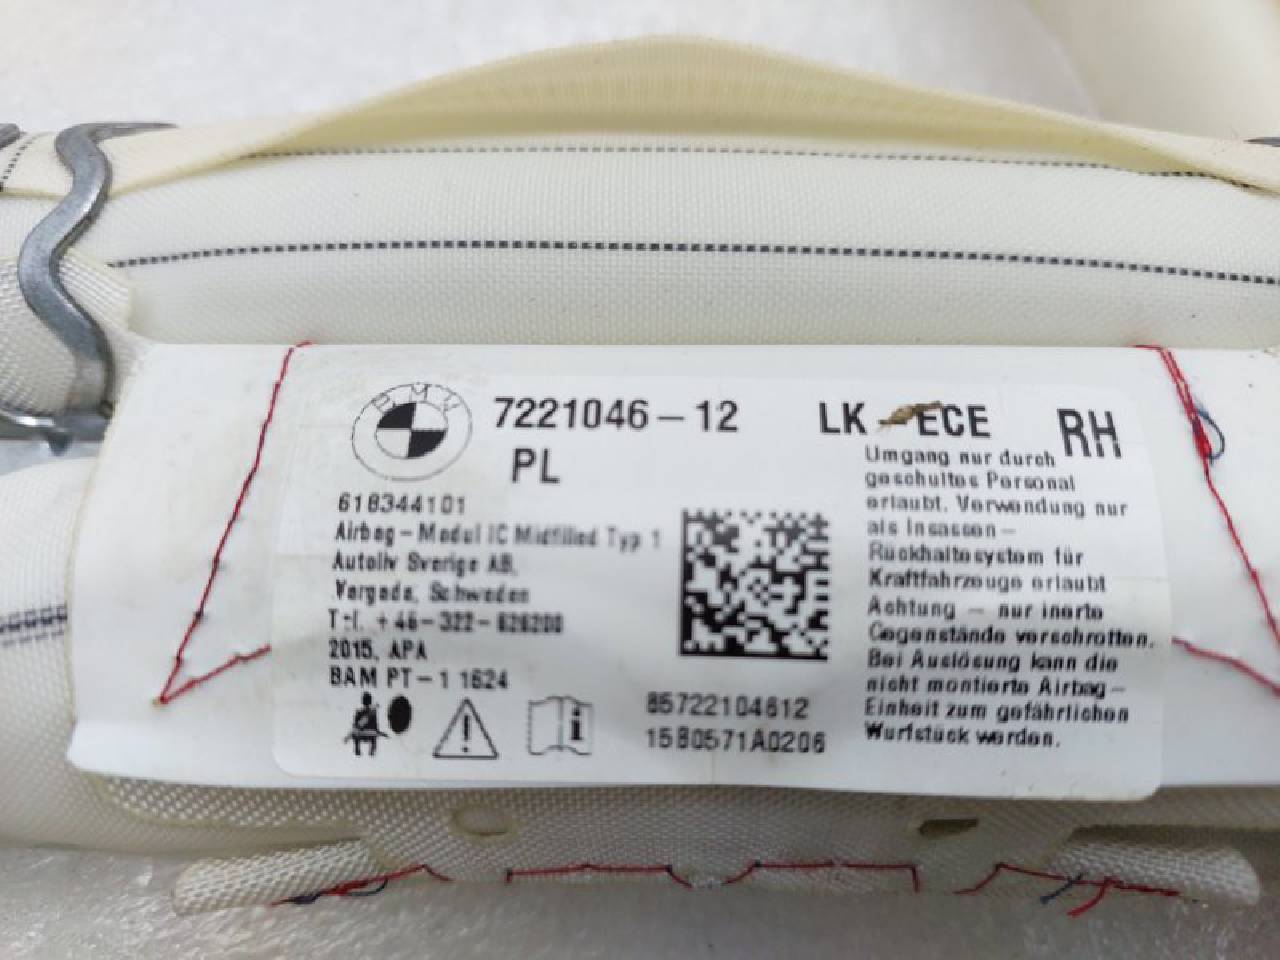 BMW
7221046-12 LK ECE RH
PL
618344101
Airbag-Modul IC Midfilled Typ 1
Autoliv Sverige AB,
Vargada, Schweden
Tel. +46-322-626200
2015, APA
BAM PT-1 1624
85722104612
1580571A0206
Umgang nur durch
geschultes Personal
erlaubt. Verwendung nur
als Insassen-
Rückhaltesystem für
Kraftfahrzeuge erlaubt
Achtung - nur inerte
Gegenstände verschrotten.
Bei Auslösung kann die
nicht montierte Airbag-
Einheit zum gefährlichen
Wurfstück werden.